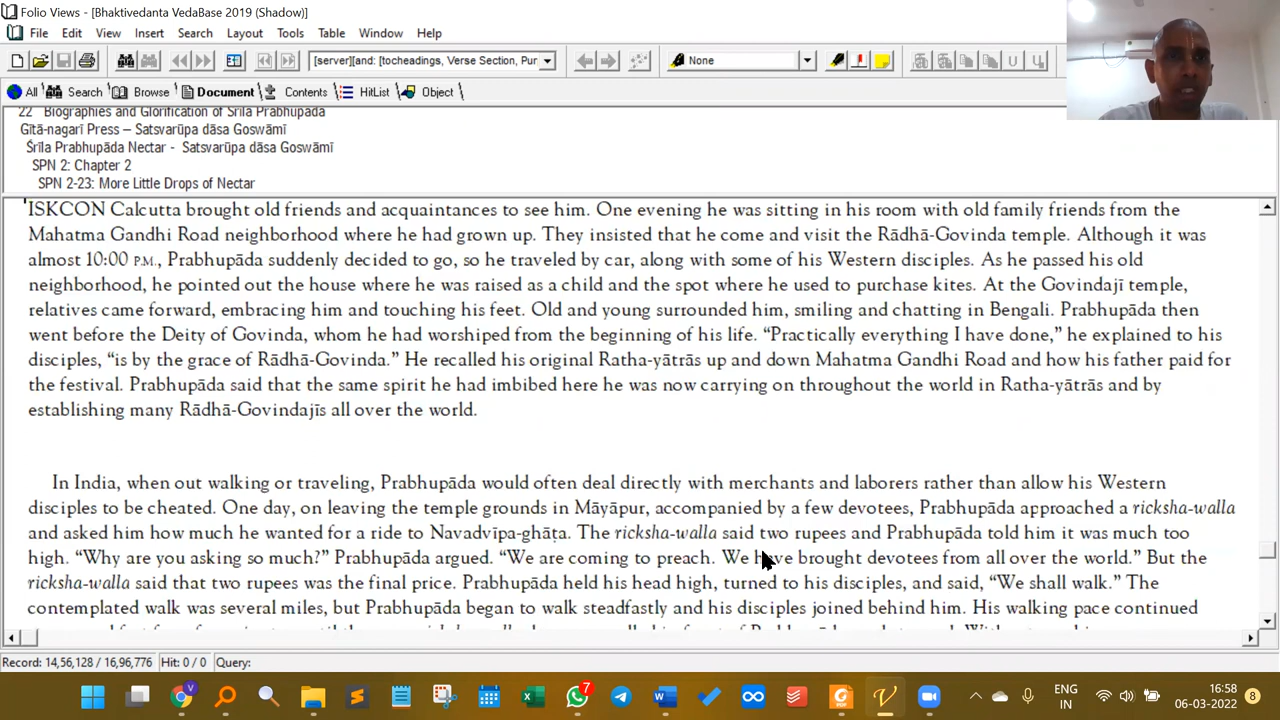 Folio Views - [Bhaktivedanta VedaBase 2019 (Shadow)]
File Edit View Insert Search Layout Tools Table Window Help
[server][and: [tocheadings, Verse Section, Pur
None
All Search Browse Document Contents HitList Object
22 Biographies and Glorification of Śrīla Prabhupāda
Gītā-nagarī Press – Satsvarūpa dāsa Goswāmī
Śrīla Prabhupāda Nectar - Satsvarūpa dāsa Goswāmī
SPN 2: Chapter 2
SPN 2-23: More Little Drops of Nectar
ISKCON Calcutta brought old friends and acquaintances to see him. One evening he was sitting in his room with old family friends from the
Mahatma Gandhi Road neighborhood where he had grown up. They insisted that he come and visit the Rādhā-Govinda temple. Although it was
almost 10:00 P.M., Prabhupāda suddenly decided to go, so he traveled by car, along with some of his Western disciples. As he passed his old
neighborhood, he pointed out the house where he was raised as a child and the spot where he used to purchase kites. At the Govindajī temple,
relatives came forward, embracing him and touching his feet. Old and young surrounded him, smiling and chatting in Bengali. Prabhupāda then
went before the Deity of Govinda, whom he had worshiped from the beginning of his life. “Practically everything I have done,” he explained to his
disciples, “is by the grace of Rādhā-Govinda.” He recalled his original Ratha-yātrās up and down Mahatma Gandhi Road and how his father paid for
the festival. Prabhupāda said that the same spirit he had imbibed here he was now carrying on throughout the world in Ratha-yātrās and by
establishing many Rādhā-Govindajīs all over the world.
In India, when out walking or traveling, Prabhupāda would often deal directly with merchants and laborers rather than allow his Western
disciples to be cheated. One day, on leaving the temple grounds in Māyāpur, accompanied by a few devotees, Prabhupāda approached a ricksha-walla
and asked him how much he wanted for a ride to Navadvīpa-ghāṭa. The ricksha-walla said two rupees and Prabhupāda told him it was much too
high. “Why are you asking so much?” Prabhupāda argued. “We are coming to preach. We have brought devotees from all over the world.” But the
ricksha-walla said that two rupees was the final price. Prabhupāda held his head high, turned to his disciples, and said, “We shall walk.” The
contemplated walk was several miles, but Prabhupāda began to walk steadfastly and his disciples joined behind him. His walking pace continued
Record: 14,56,128 / 16,96,776 Hit: 0 / 0 Query:
7
ENG
IN
16:58
06-03-2022
8